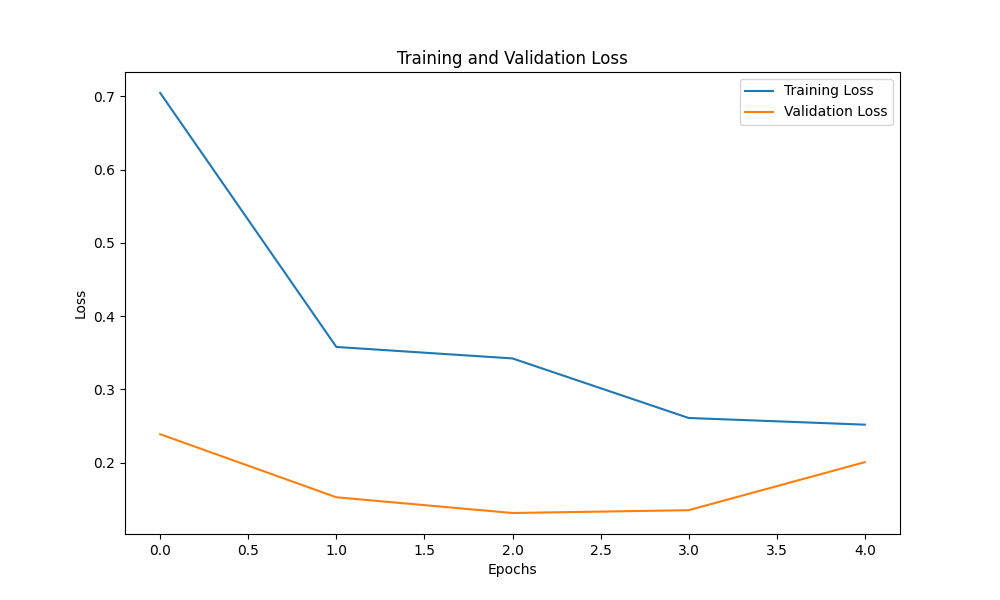 Training and Validation Loss
Training Loss
Validation Loss
0.7
0.6
0.5
0.4
0.3
0.2
Loss
0.0 0.5 1.0 1.5 2.0 2.5 3.0 3.5 4.0
Epochs